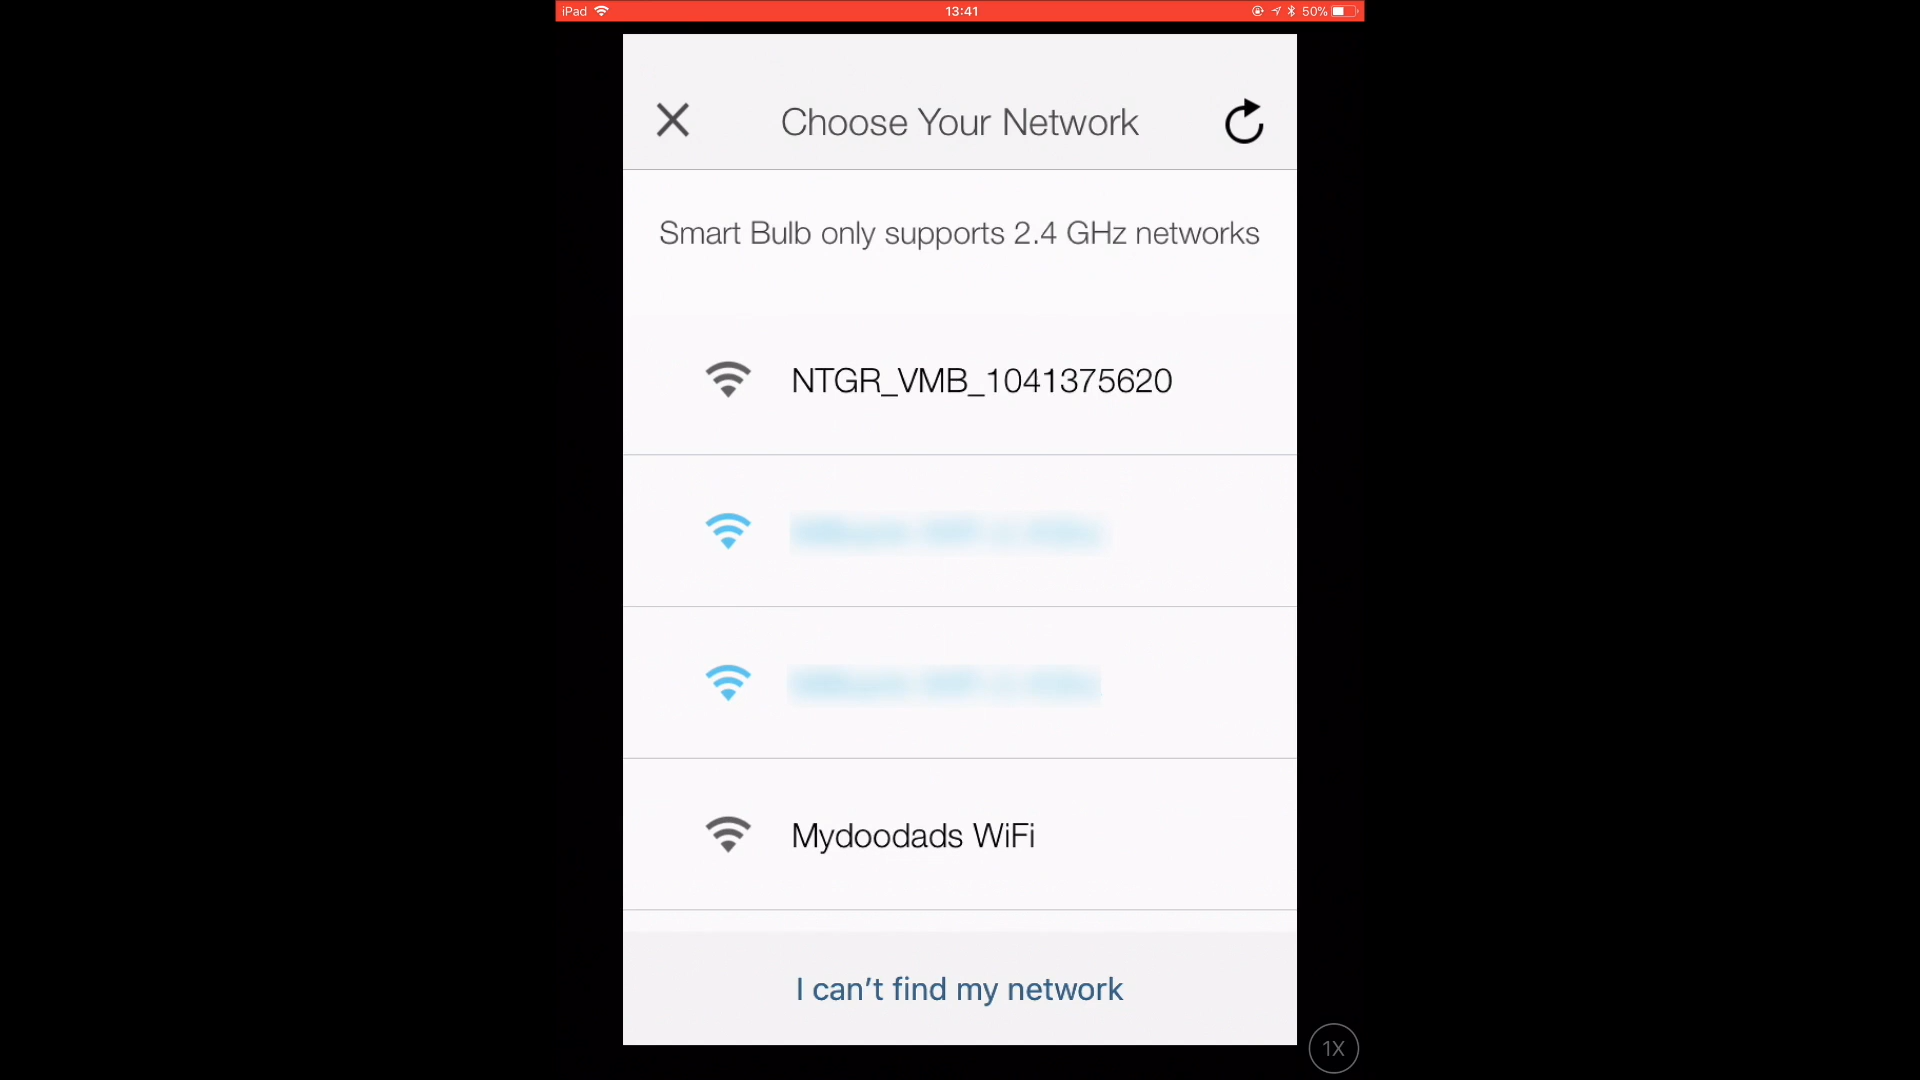 iPad 13:41 50%
Choose Your Network
Smart Bulb only supports 2.4 GHz networks
NTGR_VMB_1041375620
Mydoodads WiFi
I can't find my network
1X